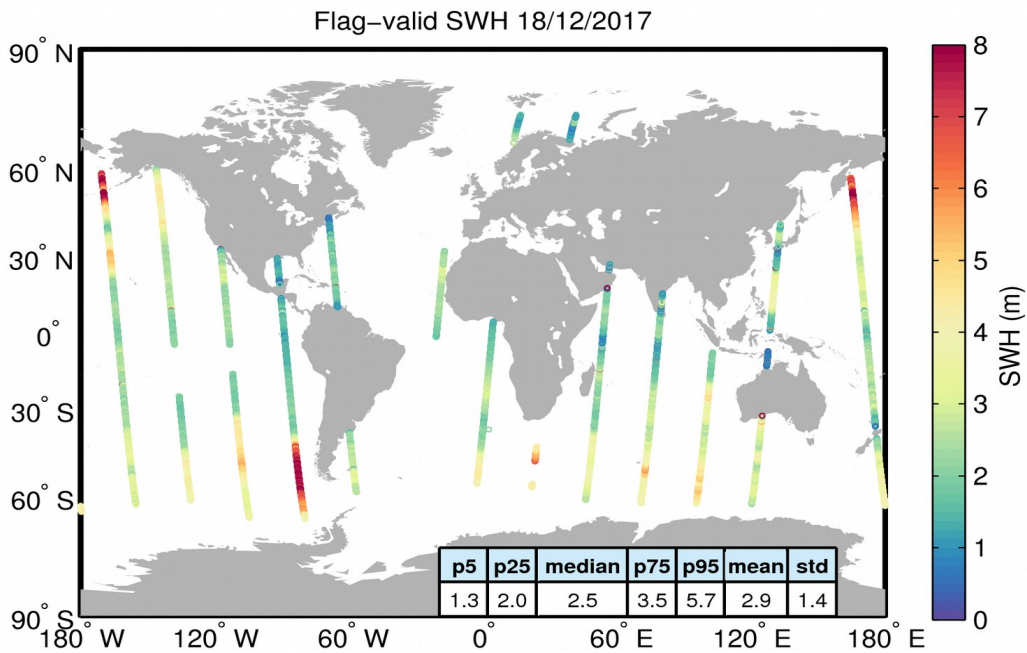 Flag-valid SWH 18/12/2017
90° N
60° N
30° N
0°
30° S
60° S
90° S
180° W
120° W
60° W
0°
60° E
120° E
180° E
p5 p25 median p75 p95 mean std
1.3 2.0 2.5 3.5 5.7 2.9 1.4
8
7
6
5
4
3
2
1
0
SWH (m)